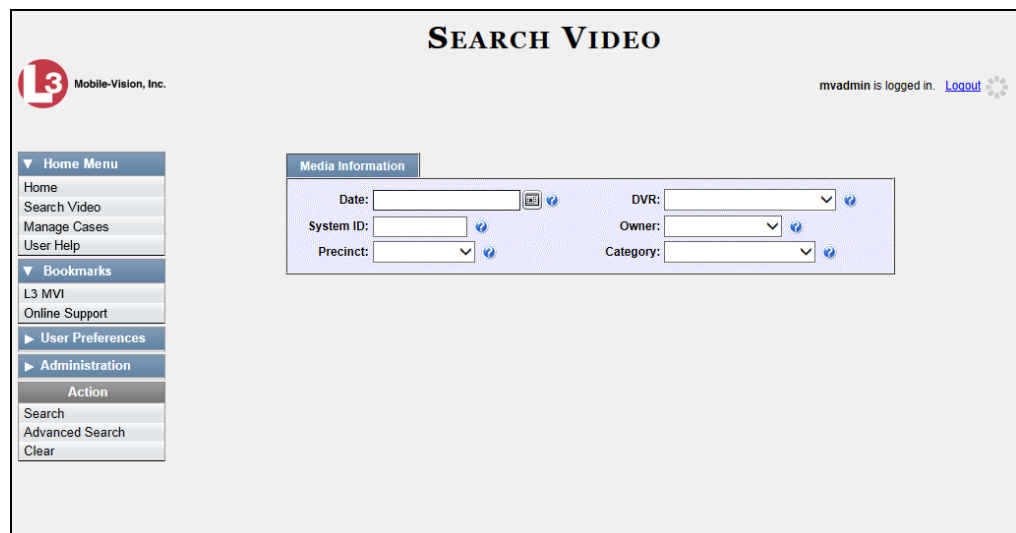 SEARCH VIDEO
L3 Mobile-Vision, Inc.
mvadmin is logged in. Logout
Home Menu
Home
Search Video
Manage Cases
User Help
Bookmarks
L3 MVI
Online Support
User Preferences
Administration
Action
Search
Advanced Search
Clear
Media Information
Date: ? DVR: ?
System ID: ? Owner: ?
Precinct: ? Category: ?